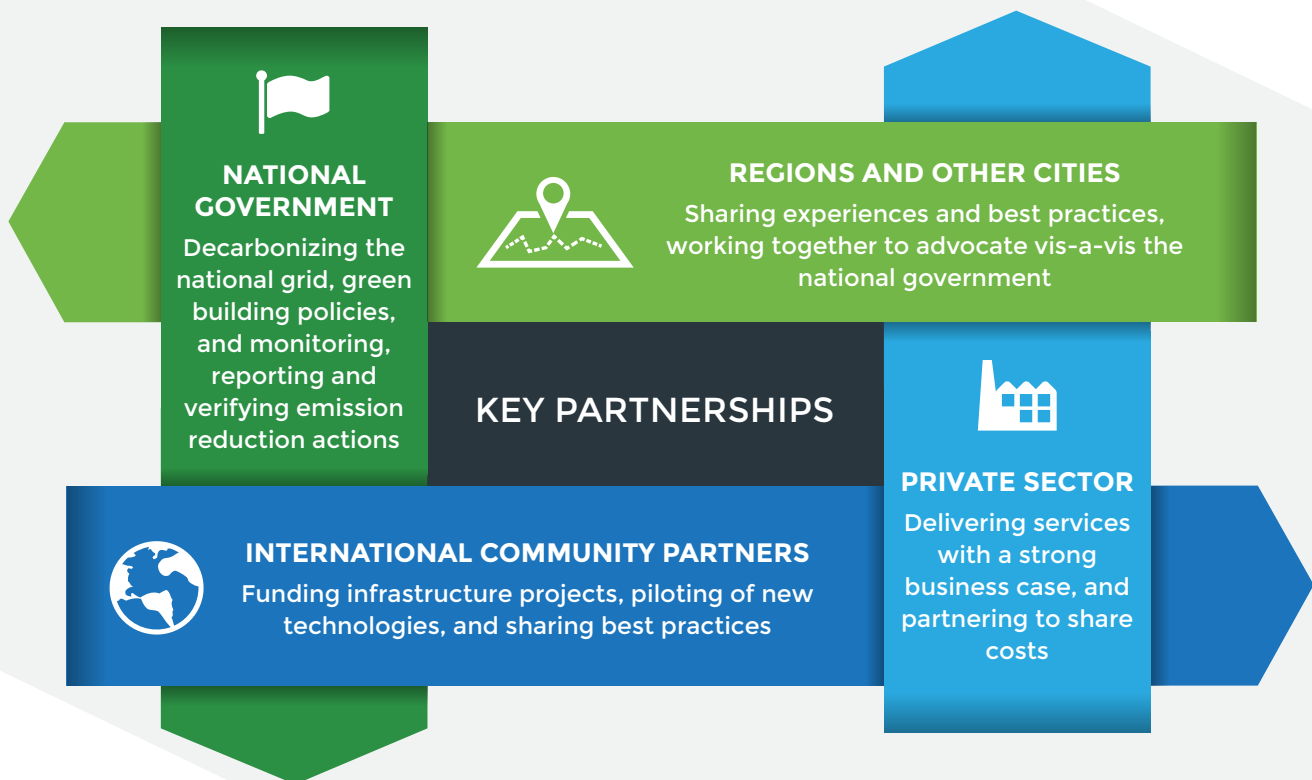 NATIONAL
GOVERNMENT
Decarbonizing the
national grid, green
building policies,
and monitoring,
reporting and
verifying emission
reduction actions
REGIONS AND OTHER CITIES
Sharing experiences and best practices,
working together to advocate vis-a-vis the
national government
KEY PARTNERSHIPS
INTERNATIONAL COMMUNITY PARTNERS
Funding infrastructure projects, piloting of new
technologies, and sharing best practices
PRIVATE SECTOR
Delivering services
with a strong
business case, and
partnering to share
costs